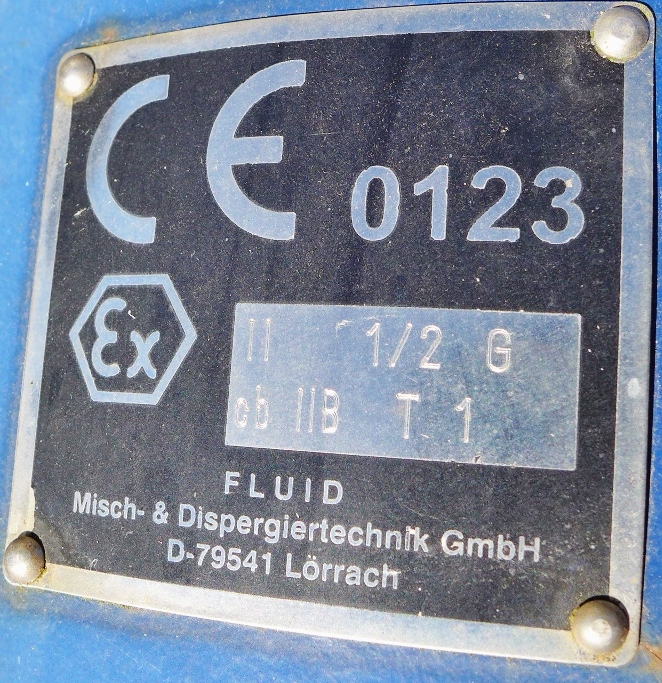 CE 0123
Ex
II 1/2 G
cb IIB T 1
FLUID
Misch- & Dispergiertechnik GmbH
D-79541 Lörrach